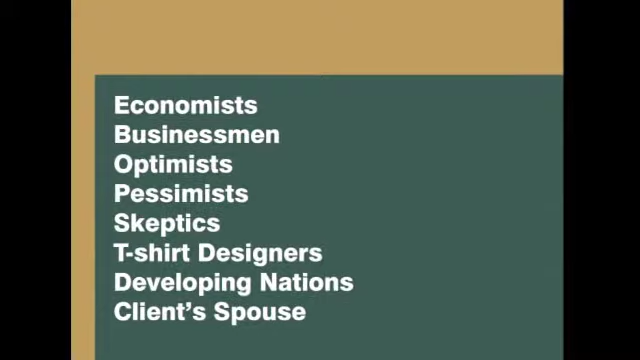 Economists
Businessmen
Optimists
Pessimists
Skeptics
T-shirt Designers
Developing Nations
Client’s Spouse